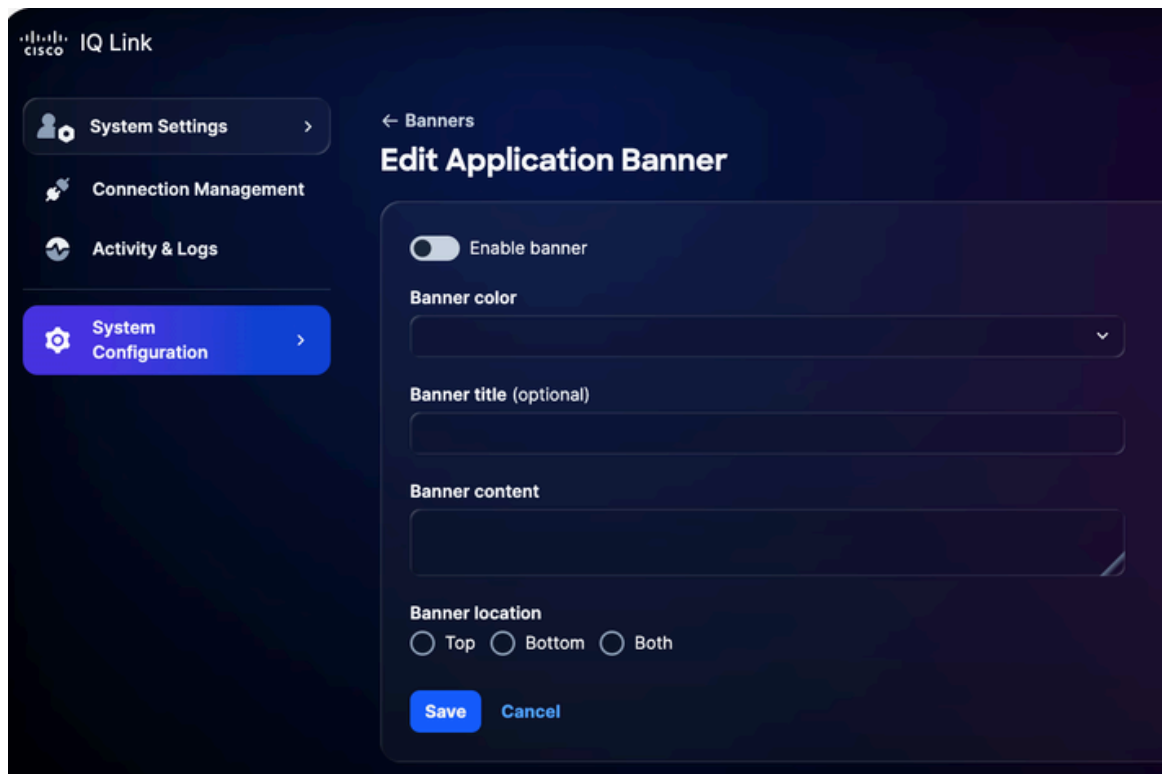 cisco IQ Link
System Settings
Connection Management
Activity & Logs
System
Configuration
← Banners
Edit Application Banner
Enable banner
Banner color
Banner title (optional)
Banner content
Banner location
Top Bottom Both
Save Cancel